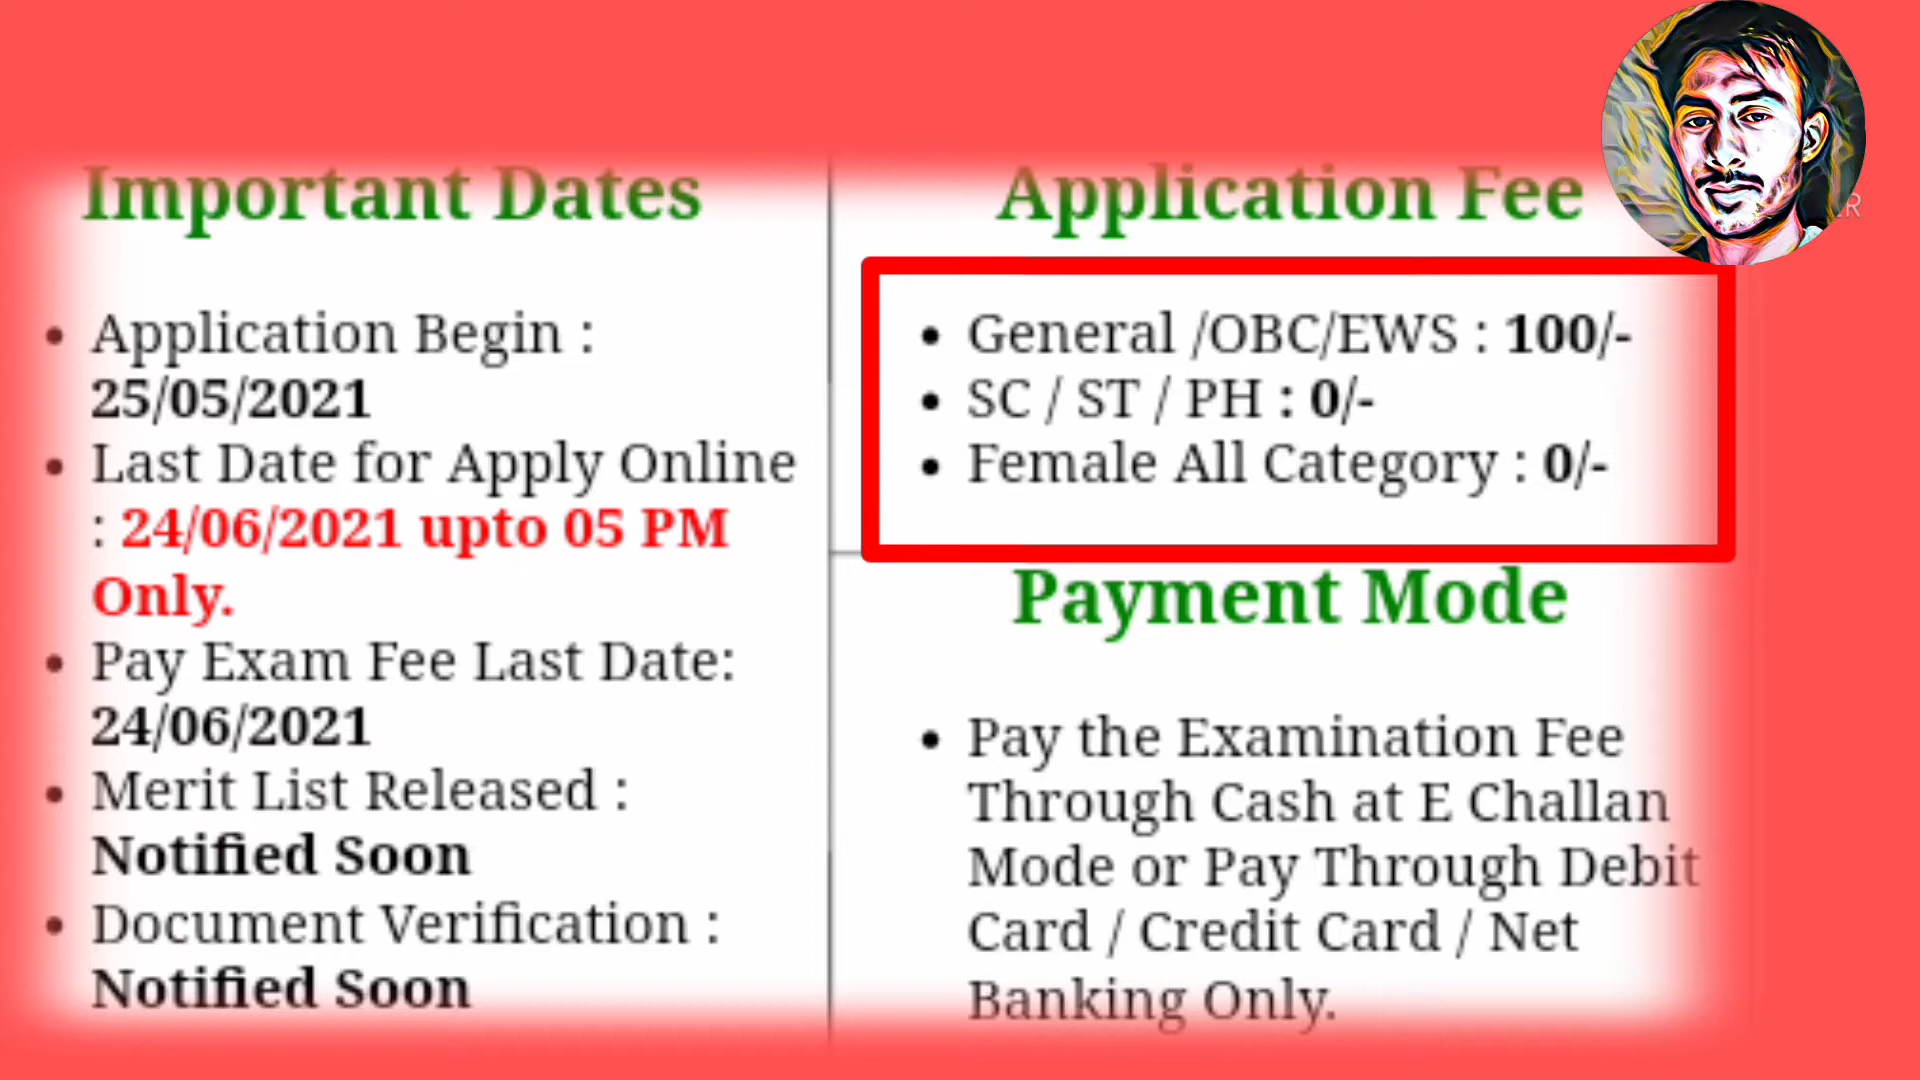 Important Dates
Application Begin :
25/05/2021
Last Date for Apply Online
: 24/06/2021 upto 05 PM
Only.
Pay Exam Fee Last Date:
24/06/2021
Merit List Released :
Notified Soon
Document Verification :
Notified Soon
Application Fee
General /OBC/EWS : 100/-
SC / ST / PH : 0/-
Female All Category : 0/-
Payment Mode
Pay the Examination Fee
Through Cash at E Challan
Mode or Pay Through Debit
Card / Credit Card / Net
Banking Only.